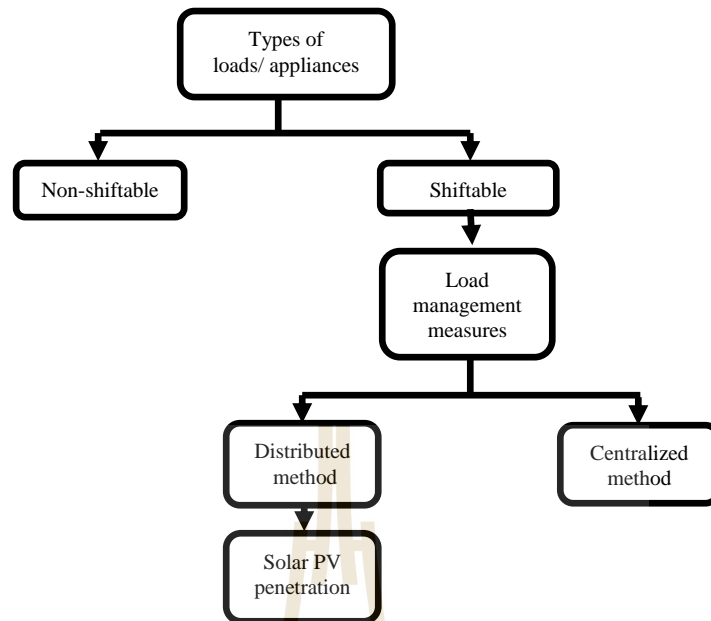 Types of
loads/ appliances
Non-shiftable
Shiftable
Load
management
measures
Distributed
method
Centralized
method
Solar PV
penetration